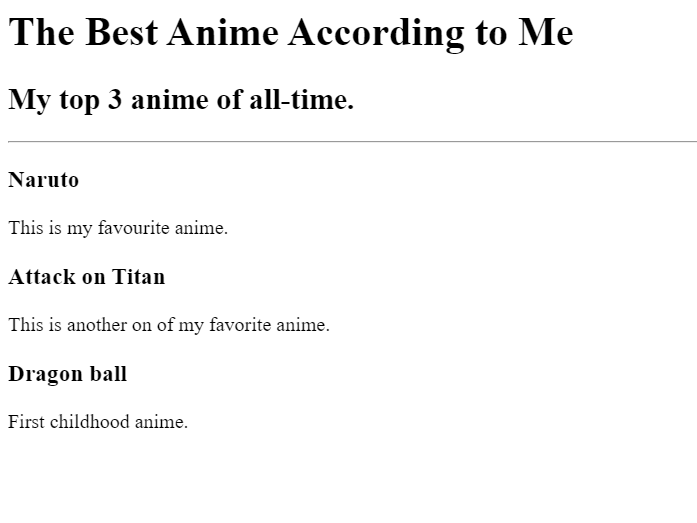 The Best Anime According to Me
My top 3 anime of all-time.
Naruto
This is my favourite anime.
Attack on Titan
This is another on of my favorite anime.
Dragon ball
First childhood anime.